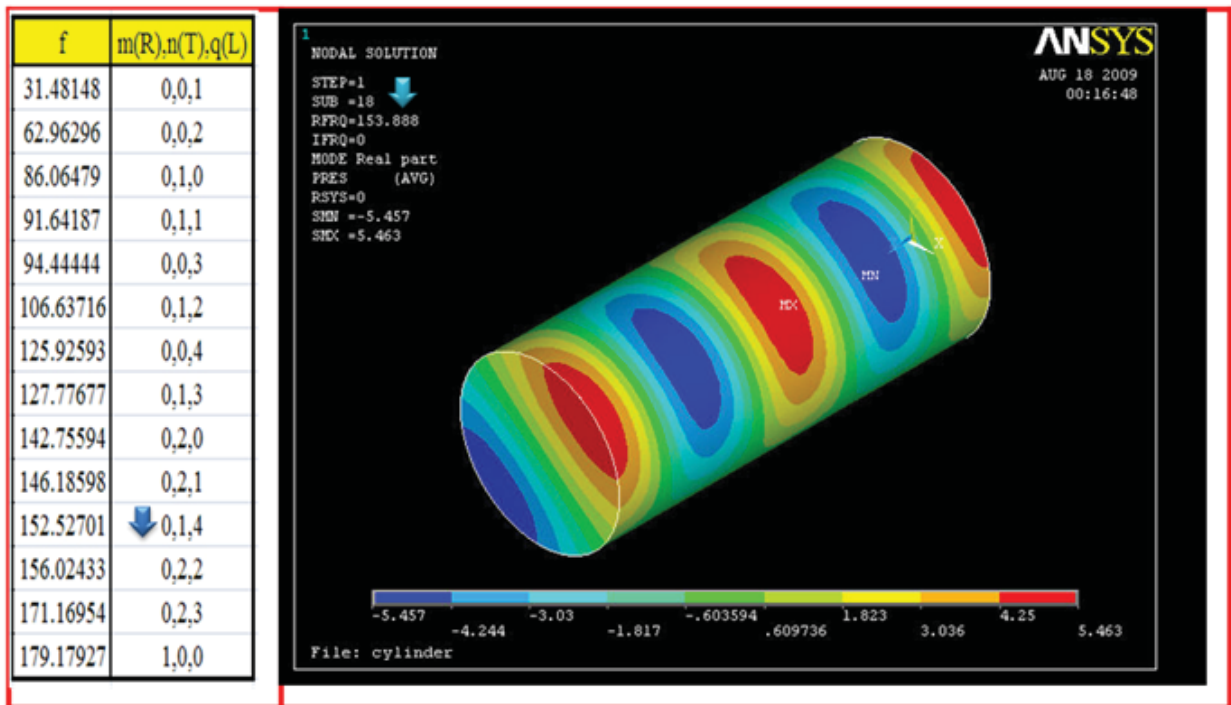 f m(R),n(T),q(L)
31.48148 0,0,1
62.96296 0,0,2
86.06479 0,1,0
91.64187 0,1,1
94.44444 0,0,3
106.63716 0,1,2
125.92593 0,0,4
127.77677 0,1,3
142.75594 0,2,0
146.18598 0,2,1
152.52701 0,1,4
156.02433 0,2,2
171.16954 0,2,3
179.17927 1,0,0
1
NODAL SOLUTION
STEP=1
SUB =18
RFRQ=153.888
IFRQ=0
MODE Real part
PRES (AVG)
RSYS=0
SMN =-5.457
SMX =5.463
ANSYS
AUG 18 2009
00:16:48
X
MN
MX
-5.457 -3.03 -.603594 1.823 4.25
-4.244 -1.817 .609736 3.036 5.463
File: cylinder